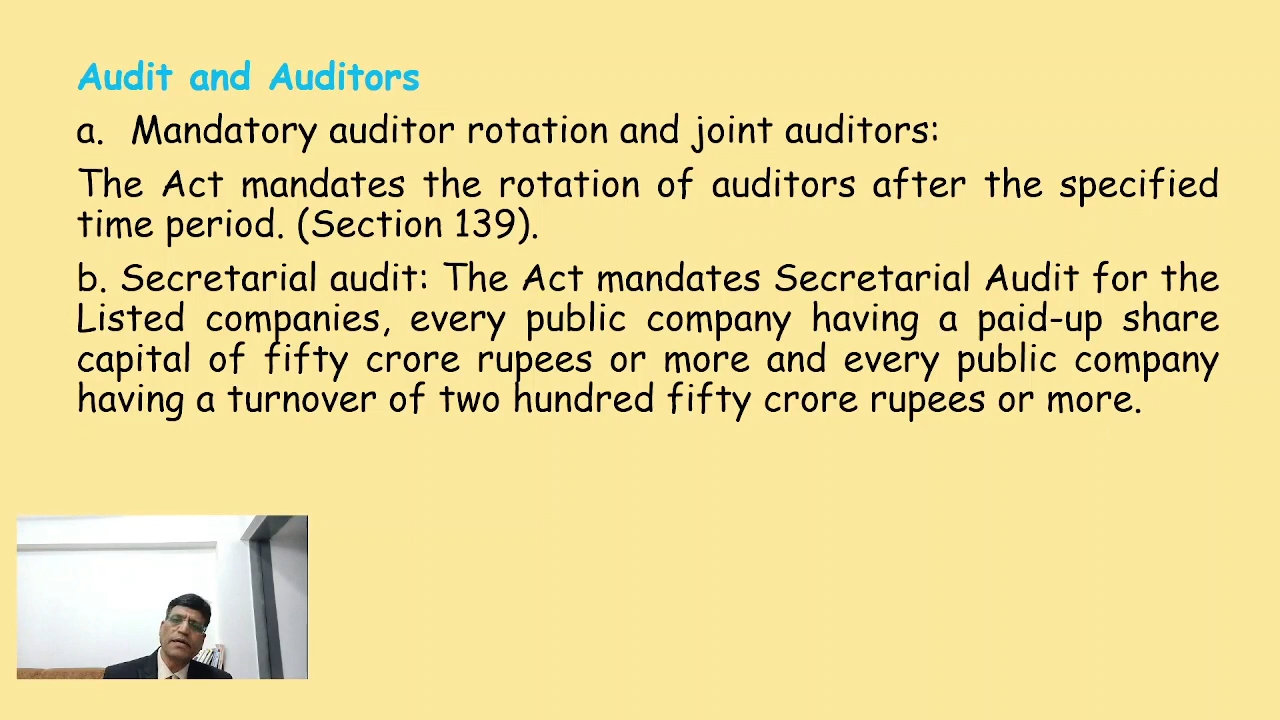 Audit and Auditors
a. Mandatory auditor rotation and joint auditors:
The Act mandates the rotation of auditors after the specified
time period. (Section 139).
b. Secretarial audit: The Act mandates Secretarial Audit for the
Listed companies, every public company having a paid-up share
capital of fifty crore rupees or more and every public company
having a turnover of two hundred fifty crore rupees or more.